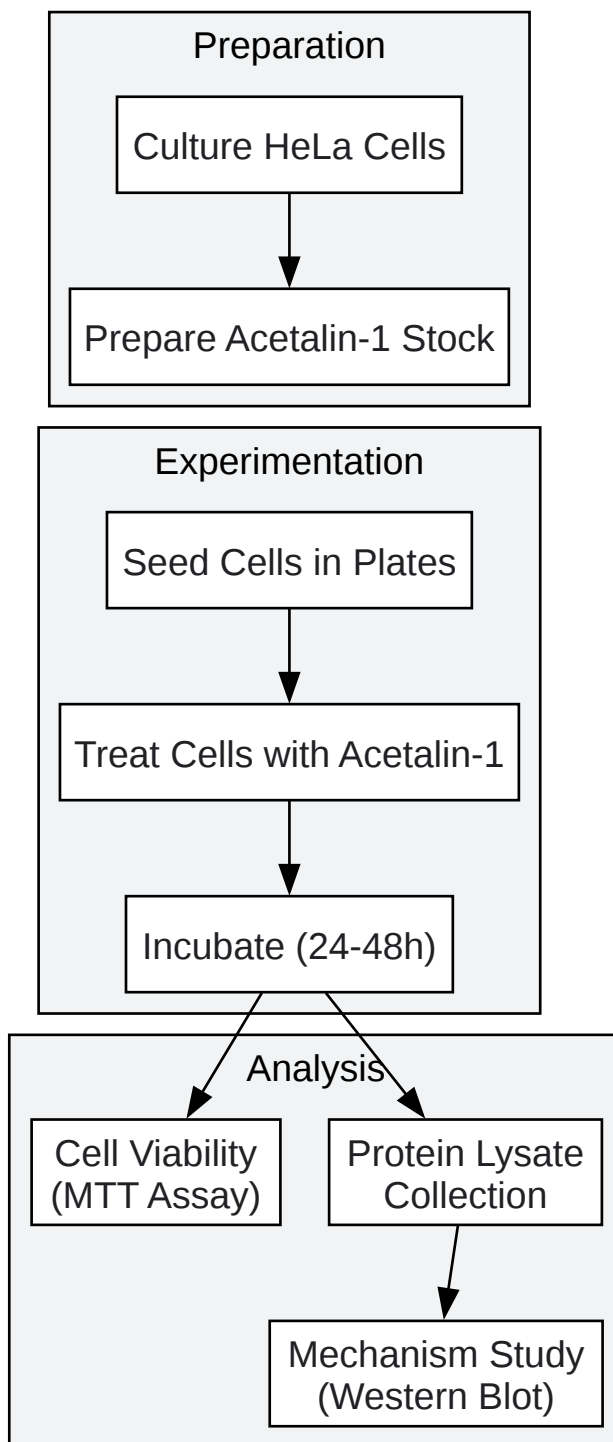 Preparation
Culture HeLa Cells
Prepare Acetalin-1 Stock
Experimentation
Seed Cells in Plates
Treat Cells with Acetalin-1
Incubate (24-48h)
Analysis
Cell Viability
(MTT Assay)
Protein Lysate
Collection
Mechanism Study
(Western Blot)